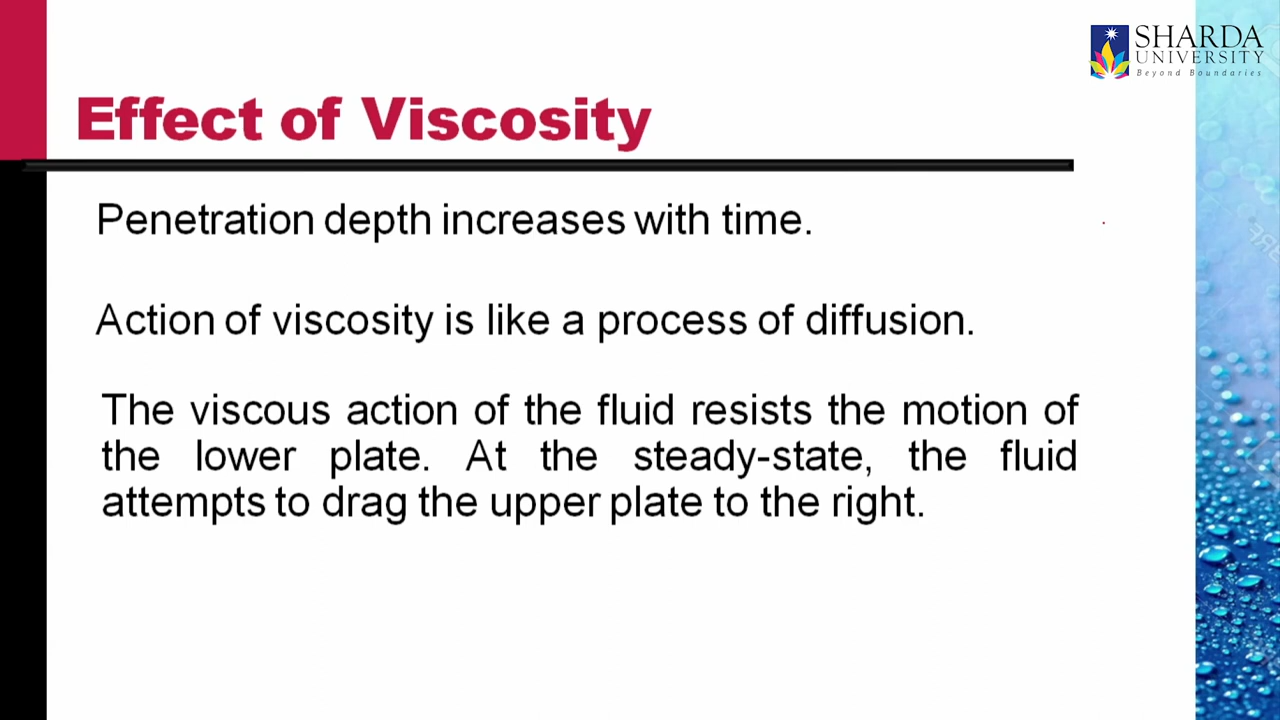 SHARDA
UNIVERSITY
Beyond Boundaries
Effect of Viscosity
Penetration depth increases with time.
Action of viscosity is like a process of diffusion.
The viscous action of the fluid resists the motion of
the lower plate. At the steady-state, the fluid
attempts to drag the upper plate to the right.